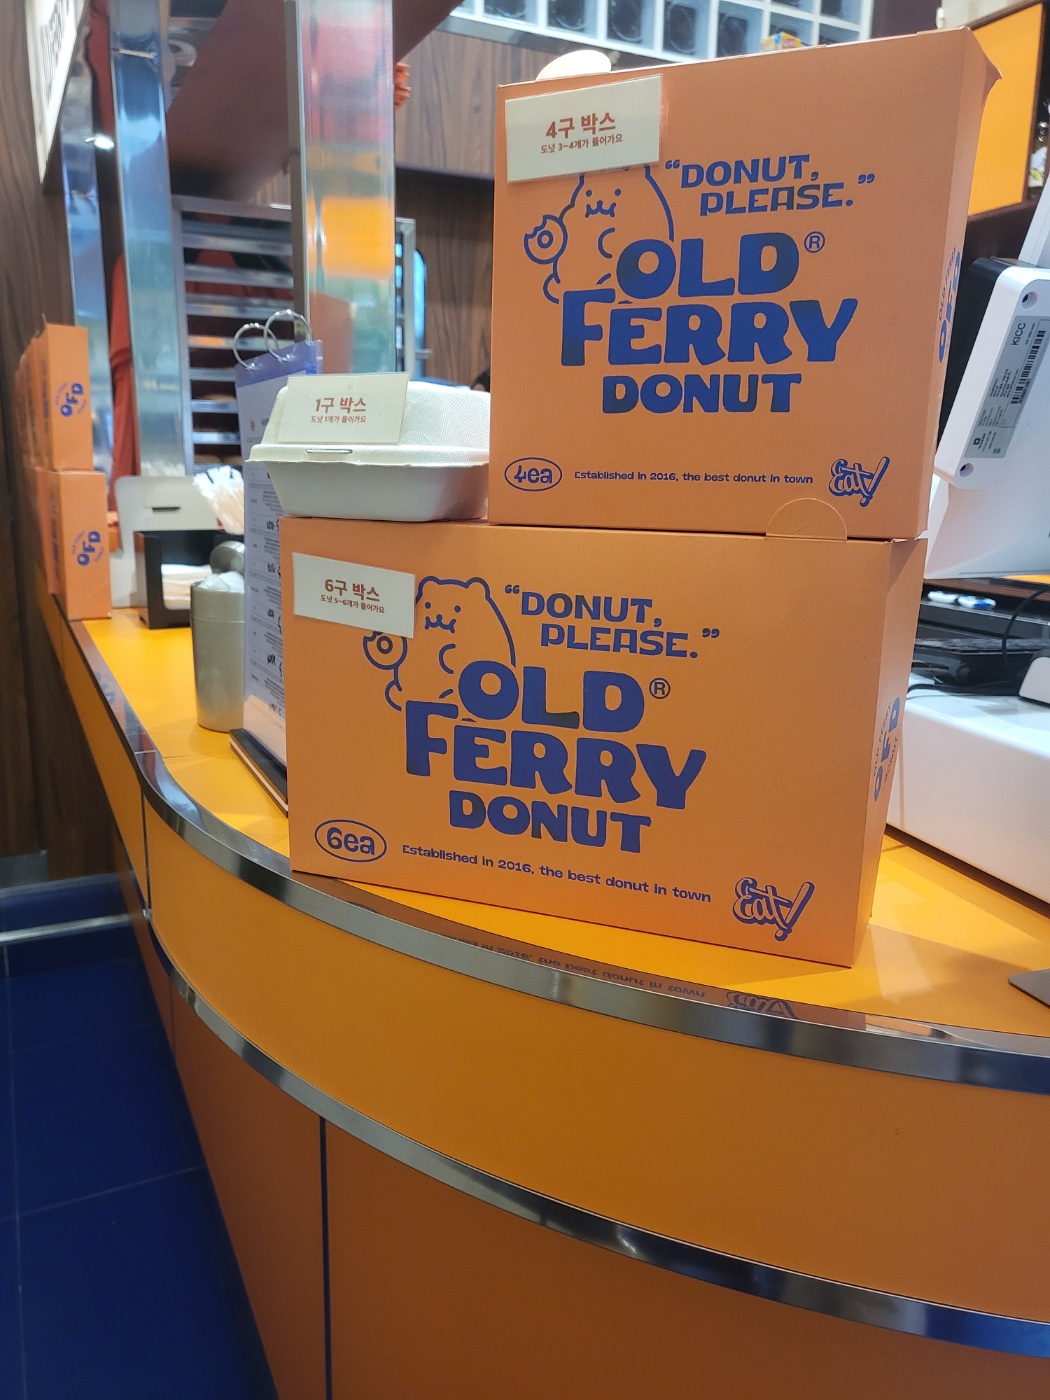 4구 박스
도넛 3~4개가 들어가요
“DONUT,
PLEASE.”
OLD®
FERRY
DONUT
4ea
Established in 2016, the best donut in town
Eat!
1구 박스
도넛 1개가 들어가요
6구 박스
도넛 5~6개가 들어가요
“DONUT,
PLEASE.”
OLD®
FERRY
DONUT
6ea
Established in 2016, the best donut in town
Eat!
OFD
OFD
KICC